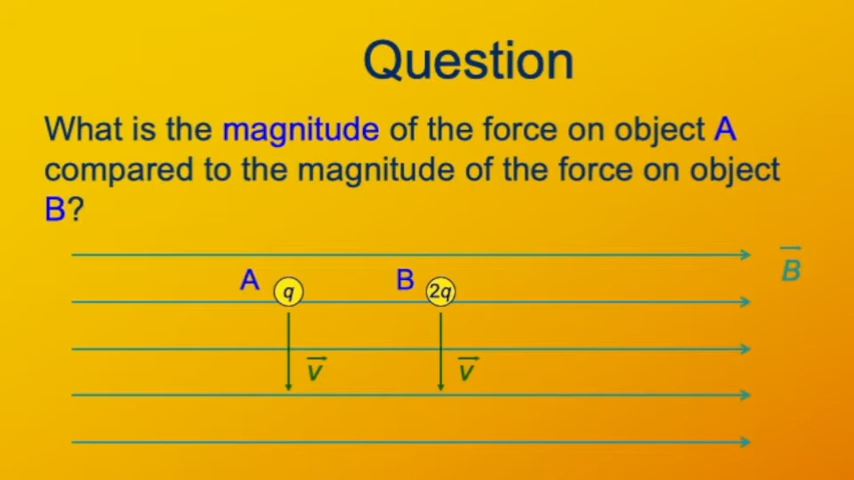 Question
What is the magnitude of the force on object A
compared to the magnitude of the force on object
B?
B
A q B 2q
v v